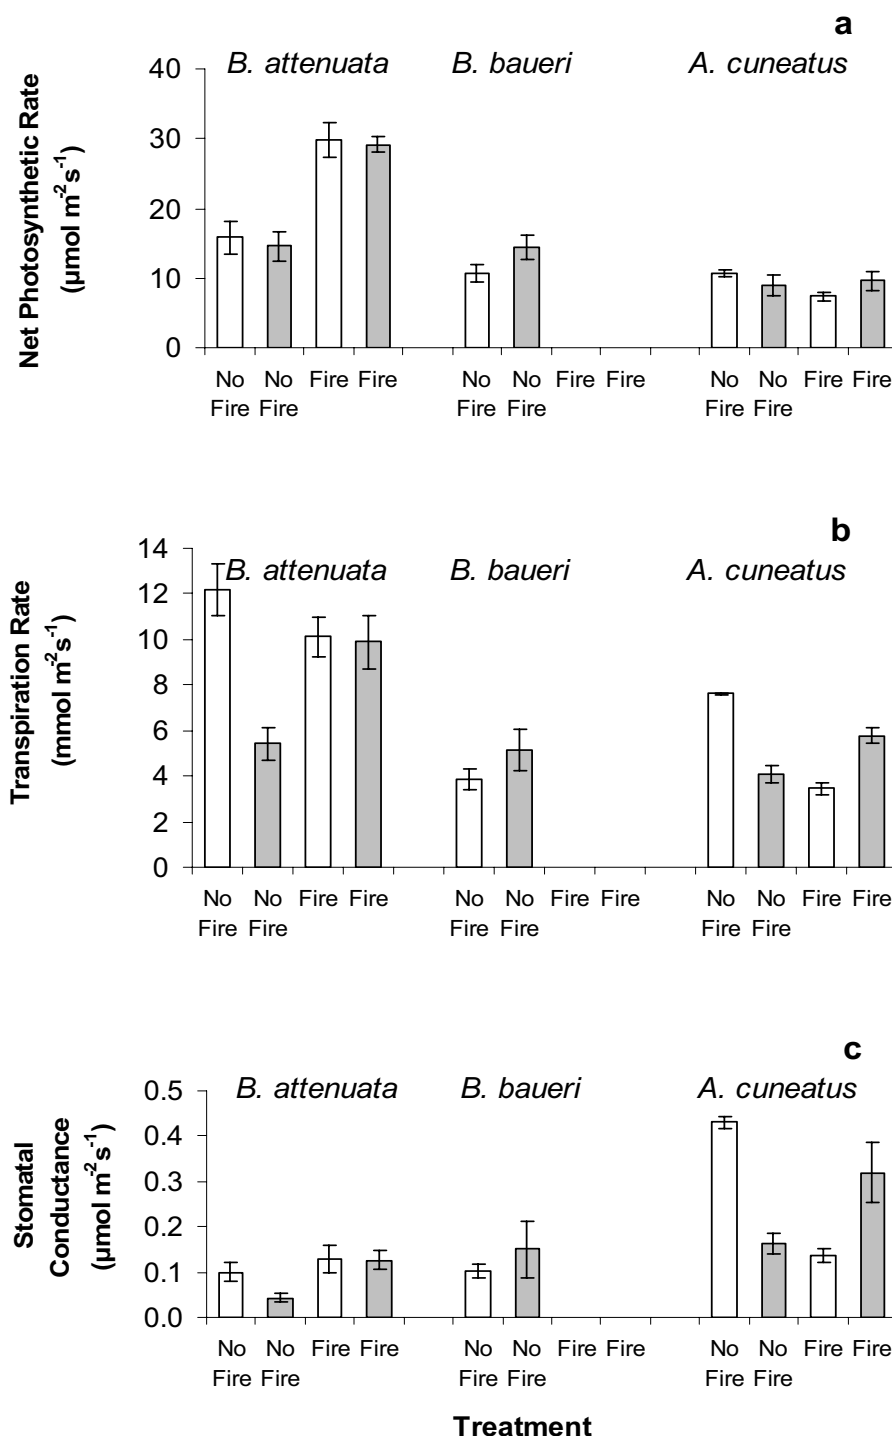 a
B. attenuata B. baueri A. cuneatus
Net Photosynthetic Rate
(µmol m-2s-1)
40
30
20
10
0
No No Fire Fire No No Fire Fire No No Fire Fire
Fire Fire Fire Fire Fire Fire
b
B. attenuata B. baueri A. cuneatus
Transpiration Rate
(mmol m-2s-1)
14
12
10
8
6
4
2
0
No No Fire Fire No No Fire Fire No No Fire Fire
Fire Fire Fire Fire Fire Fire
c
B. attenuata B. baueri A. cuneatus
Stomatal
Conductance
(µmol m-2s-1)
0.5
0.4
0.3
0.2
0.1
0.0
No No Fire Fire No No Fire Fire No No Fire Fire
Fire Fire Fire Fire Fire Fire
Treatment